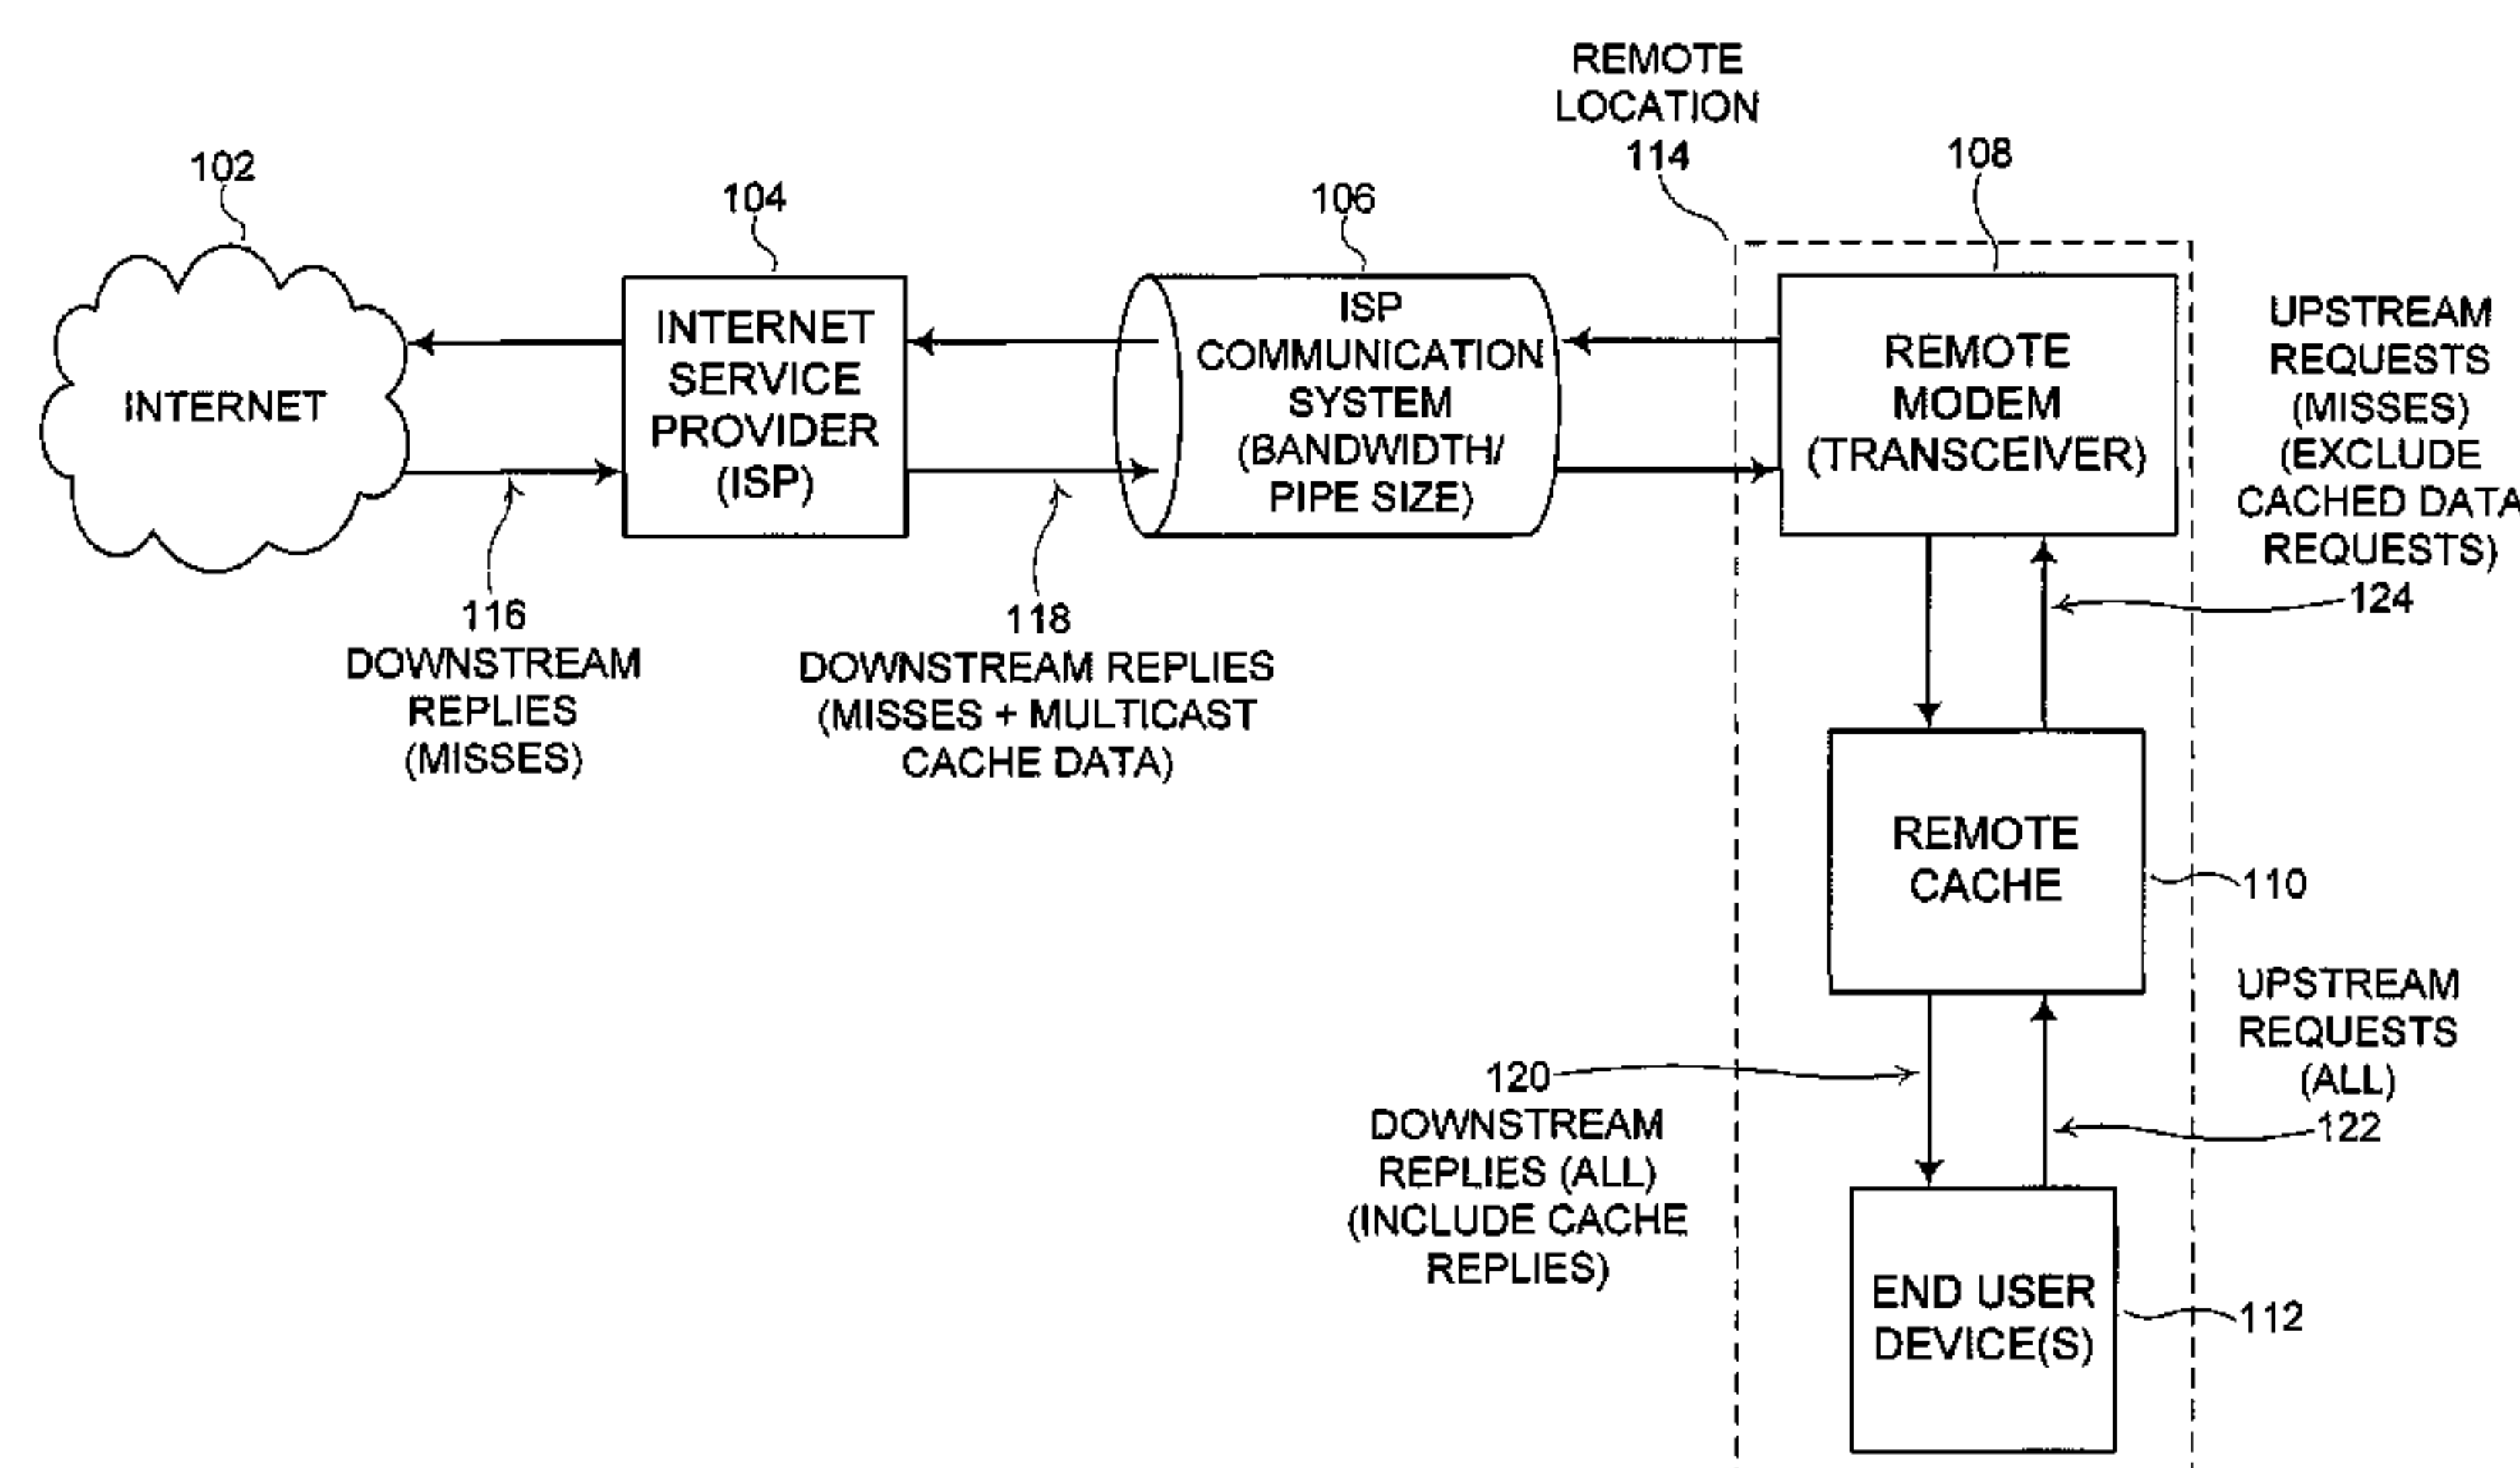 REMOTE
LOCATION
114
102
104
106
108
INTERNET
INTERNET
SERVICE
PROVIDER
(ISP)
ISP
COMMUNICATION
SYSTEM
(BANDWIDTH/
PIPE SIZE)
REMOTE
MODEM
(TRANSCEIVER)
UPSTREAM
REQUESTS
(MISSES)
(EXCLUDE
CACHED DATA
REQUESTS)
124
116
DOWNSTREAM
REPLIES
(MISSES)
118
DOWNSTREAM REPLIES
(MISSES + MULTICAST
CACHE DATA)
REMOTE
CACHE
110
UPSTREAM
REQUESTS
(ALL)
122
120
DOWNSTREAM
REPLIES (ALL)
(INCLUDE CACHE
REPLIES)
END USER
DEVICE(S)
112